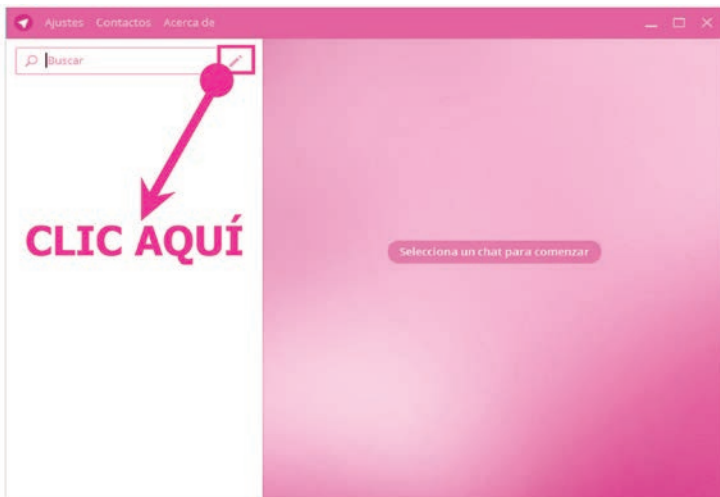 Ajustes Contactos Acerca de
Buscar
CLIC AQUÍ
Selecciona un chat para comenzar